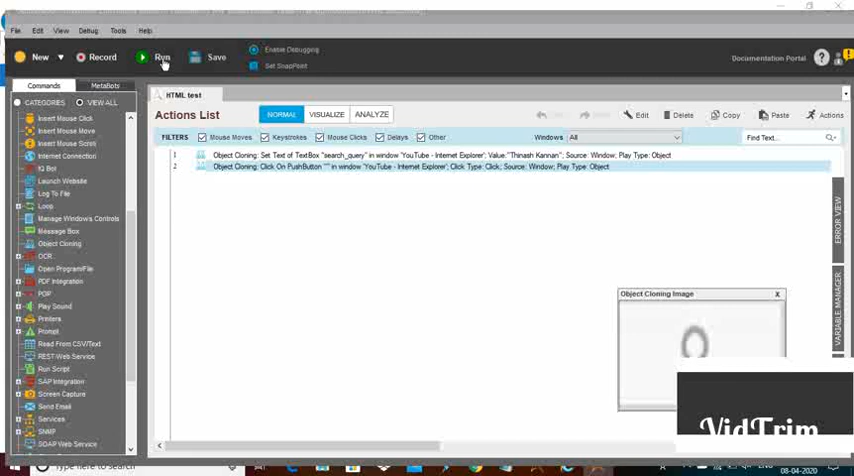 File Edit View Debug Tools Help
New Record Run Save Enable Debugging
Set SnapPoint
Documentation Portal
Commands MetaBots
CATEGORIES VIEW ALL
Insert Mouse Click
Insert Mouse Move
Insert Mouse Scroll
Internet Connection
IQ Bot
Launch Website
Log To File
Loop
Manage Windows Controls
Message Box
Object Cloning
OCR
Open Program/File
PDF Integration
PGP
Play Sound
Printers
Prompt
Read From CSV/Text
REST Web Service
Run Script
SAP Integration
Screen Capture
Send Email
Services
SNMP
SOAP Web Service
HTML test
Actions List NORMAL VISUALIZE ANALYZE
Edit Delete Copy Paste Actions
FILTERS Mouse Moves Keystrokes Mouse Clicks Delays Other Windows All Find Text...
1 Object Cloning: Set Text of TextBox "search_query" in window 'YouTube - Internet Explorer'; Value:"Thinash Kannan"; Source: Window; Play Type: Object
2 Object Cloning: Click On PushButton "" in window 'YouTube - Internet Explorer'; Click Type: Click; Source: Window; Play Type: Object
ERROR VIEW
VARIABLE MANAGER
Object Cloning Image X
VidTrim
Type here to search
08-04-2020